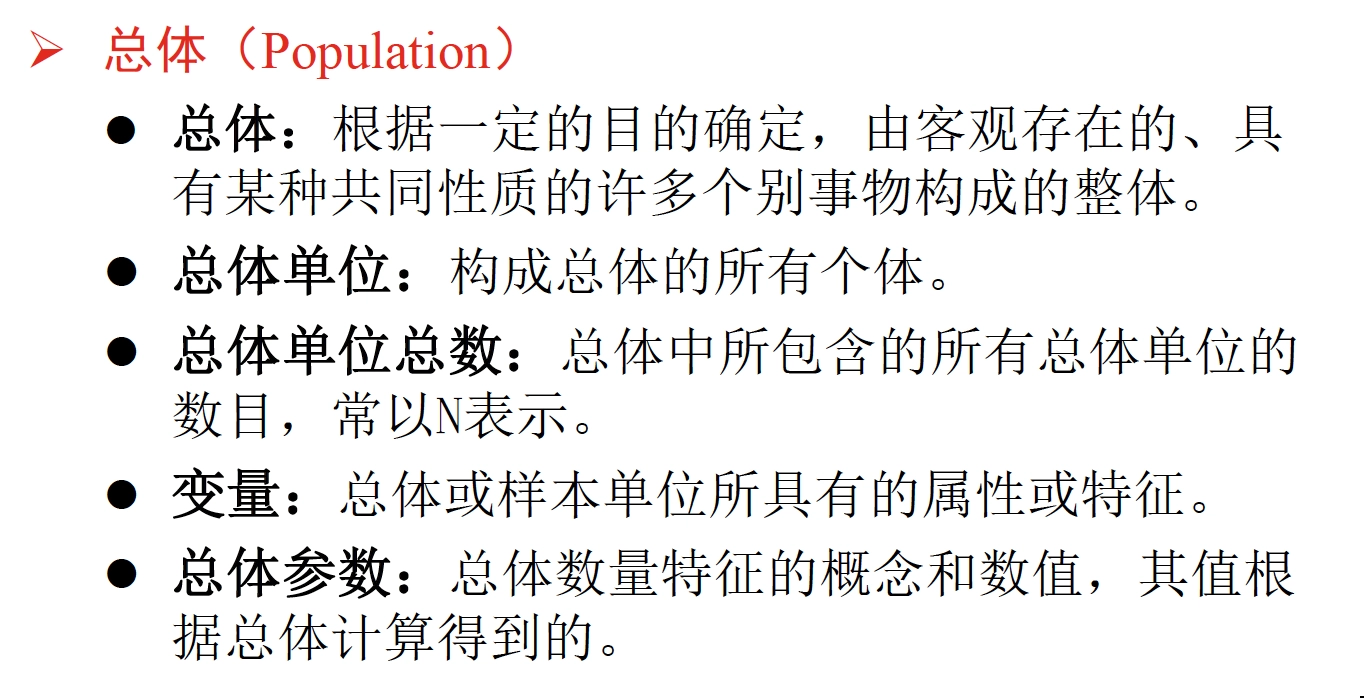 总体（Population）
总体：根据一定的目的确定，由客观存在的、具
有某种共同性质的许多个别事物构成的整体。
总体单位：构成总体的所有个体。
总体单位总数：总体中所包含的所有总体单位的
数目，常以N表示。
变量：总体或样本单位所具有的属性或特征。
总体参数：总体数量特征的概念和数值，其值根
据总体计算得到的。